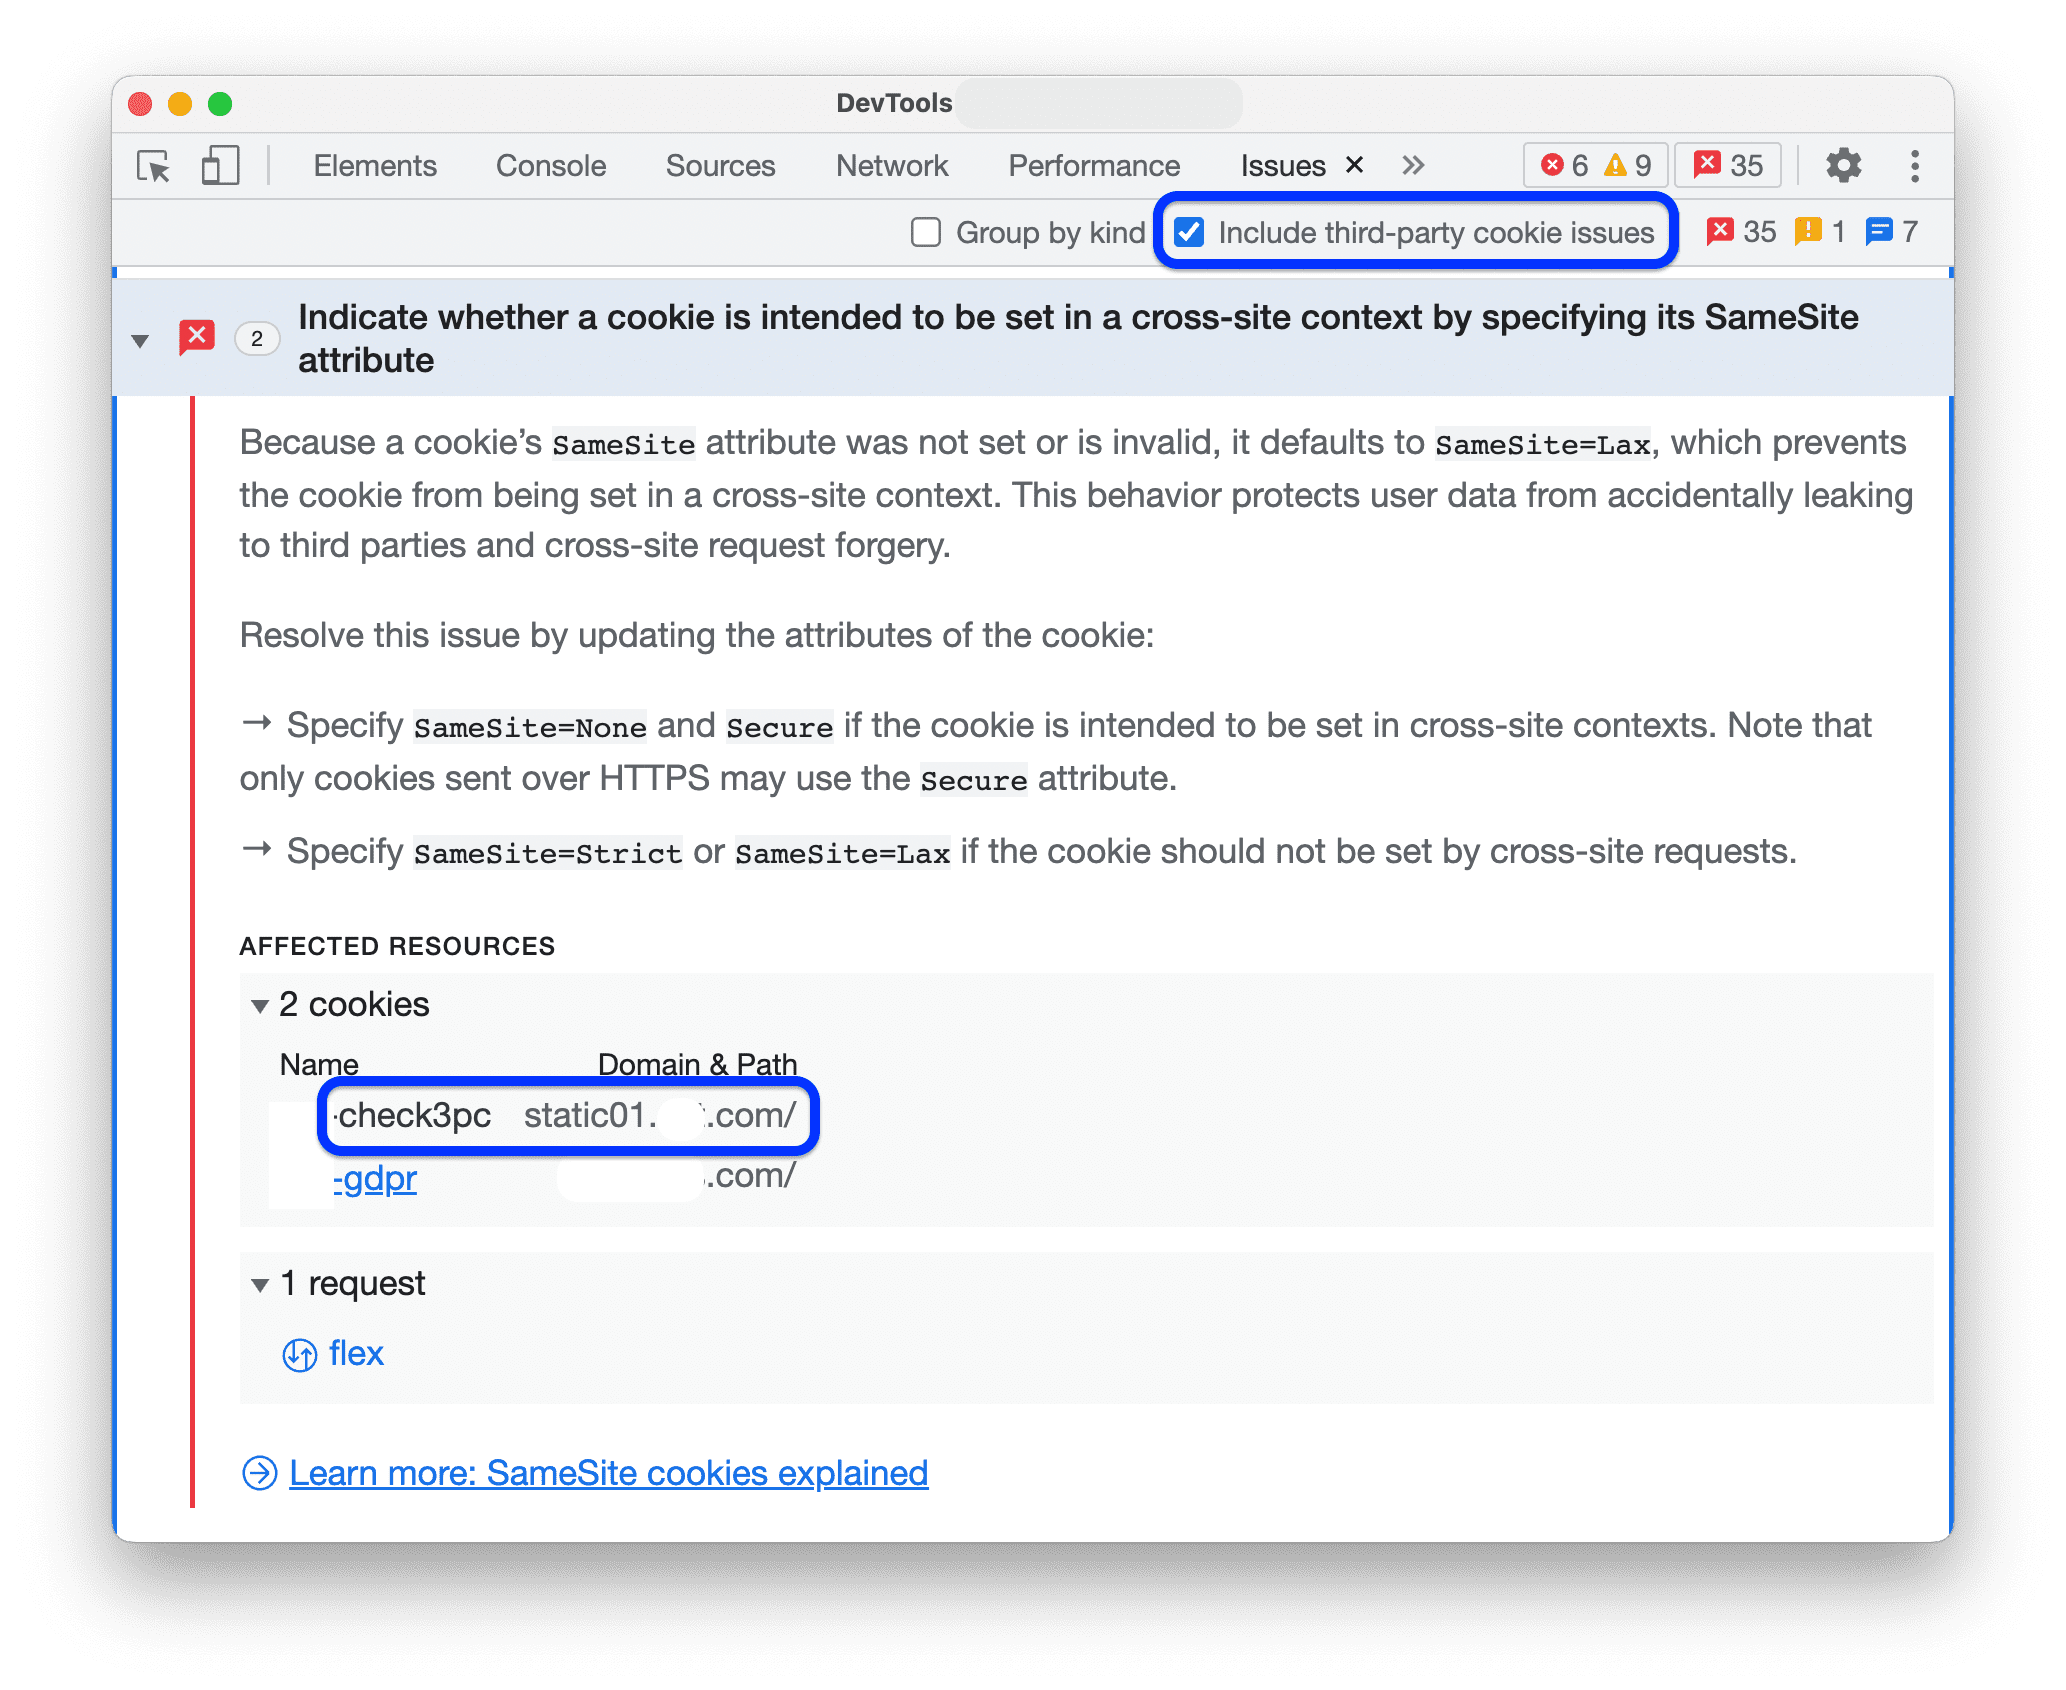 DevTools
Elements Console Sources Network Performance Issues × » 6 9 35
Group by kind Include third-party cookie issues 35 1 7
2 Indicate whether a cookie is intended to be set in a cross-site context by specifying its SameSite
attribute
Because a cookie’s SameSite attribute was not set or is invalid, it defaults to SameSite=Lax, which prevents
the cookie from being set in a cross-site context. This behavior protects user data from accidentally leaking
to third parties and cross-site request forgery.
Resolve this issue by updating the attributes of the cookie:
→ Specify SameSite=None and Secure if the cookie is intended to be set in cross-site contexts. Note that
only cookies sent over HTTPS may use the Secure attribute.
→ Specify SameSite=Strict or SameSite=Lax if the cookie should not be set by cross-site requests.
AFFECTED RESOURCES
2 cookies
Name Domain & Path
-check3pc static01. .com/
-gdpr .com/
1 request
flex
Learn more: SameSite cookies explained